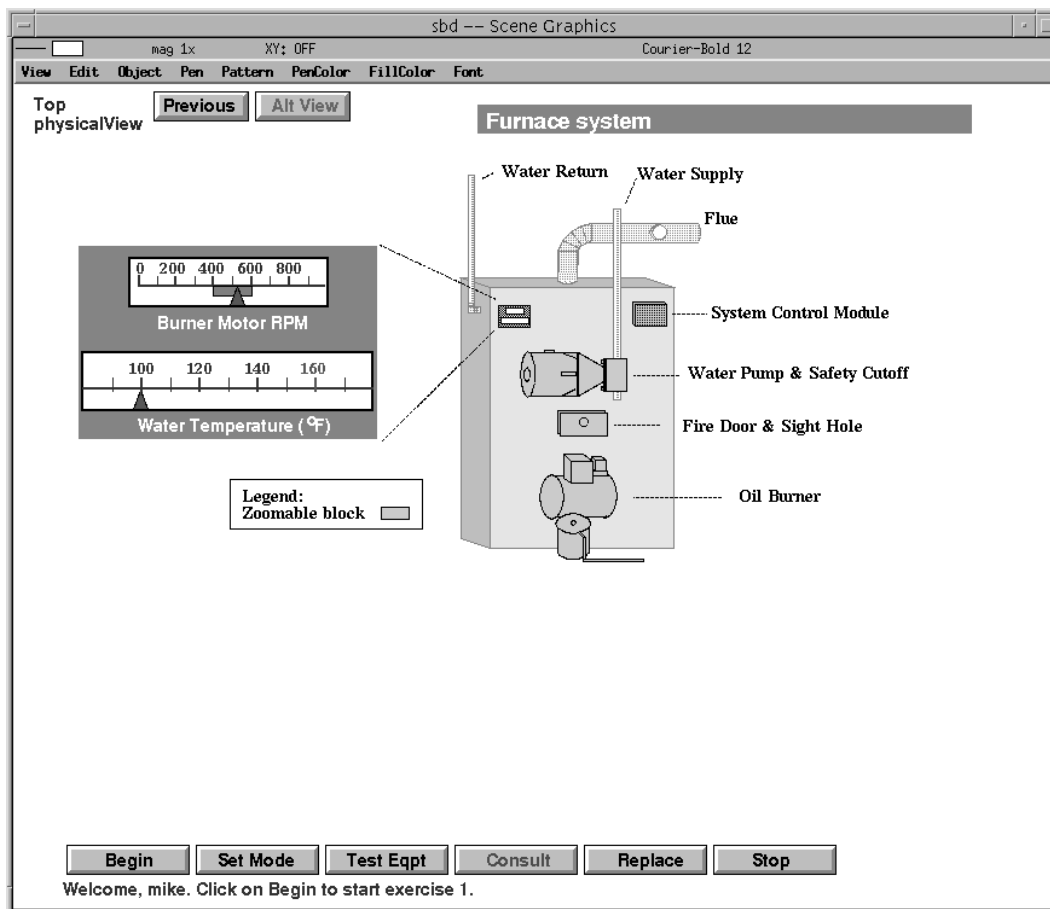 sbd -- Scene Graphics
mag 1x XY: OFF Courier-Bold 12
View Edit Object Pen Pattern PenColor FillColor Font
Top
physicalView
Previous
Alt View
Furnace system
Water Return
Water Supply
Flue
0 200 400 600 800
Burner Motor RPM
System Control Module
100 120 140 160
Water Temperature (°F)
Water Pump & Safety Cutoff
Fire Door & Sight Hole
Legend:
Zoomable block
Oil Burner
Begin Set Mode Test Eqpt Consult Replace Stop
Welcome, mike. Click on Begin to start exercise 1.